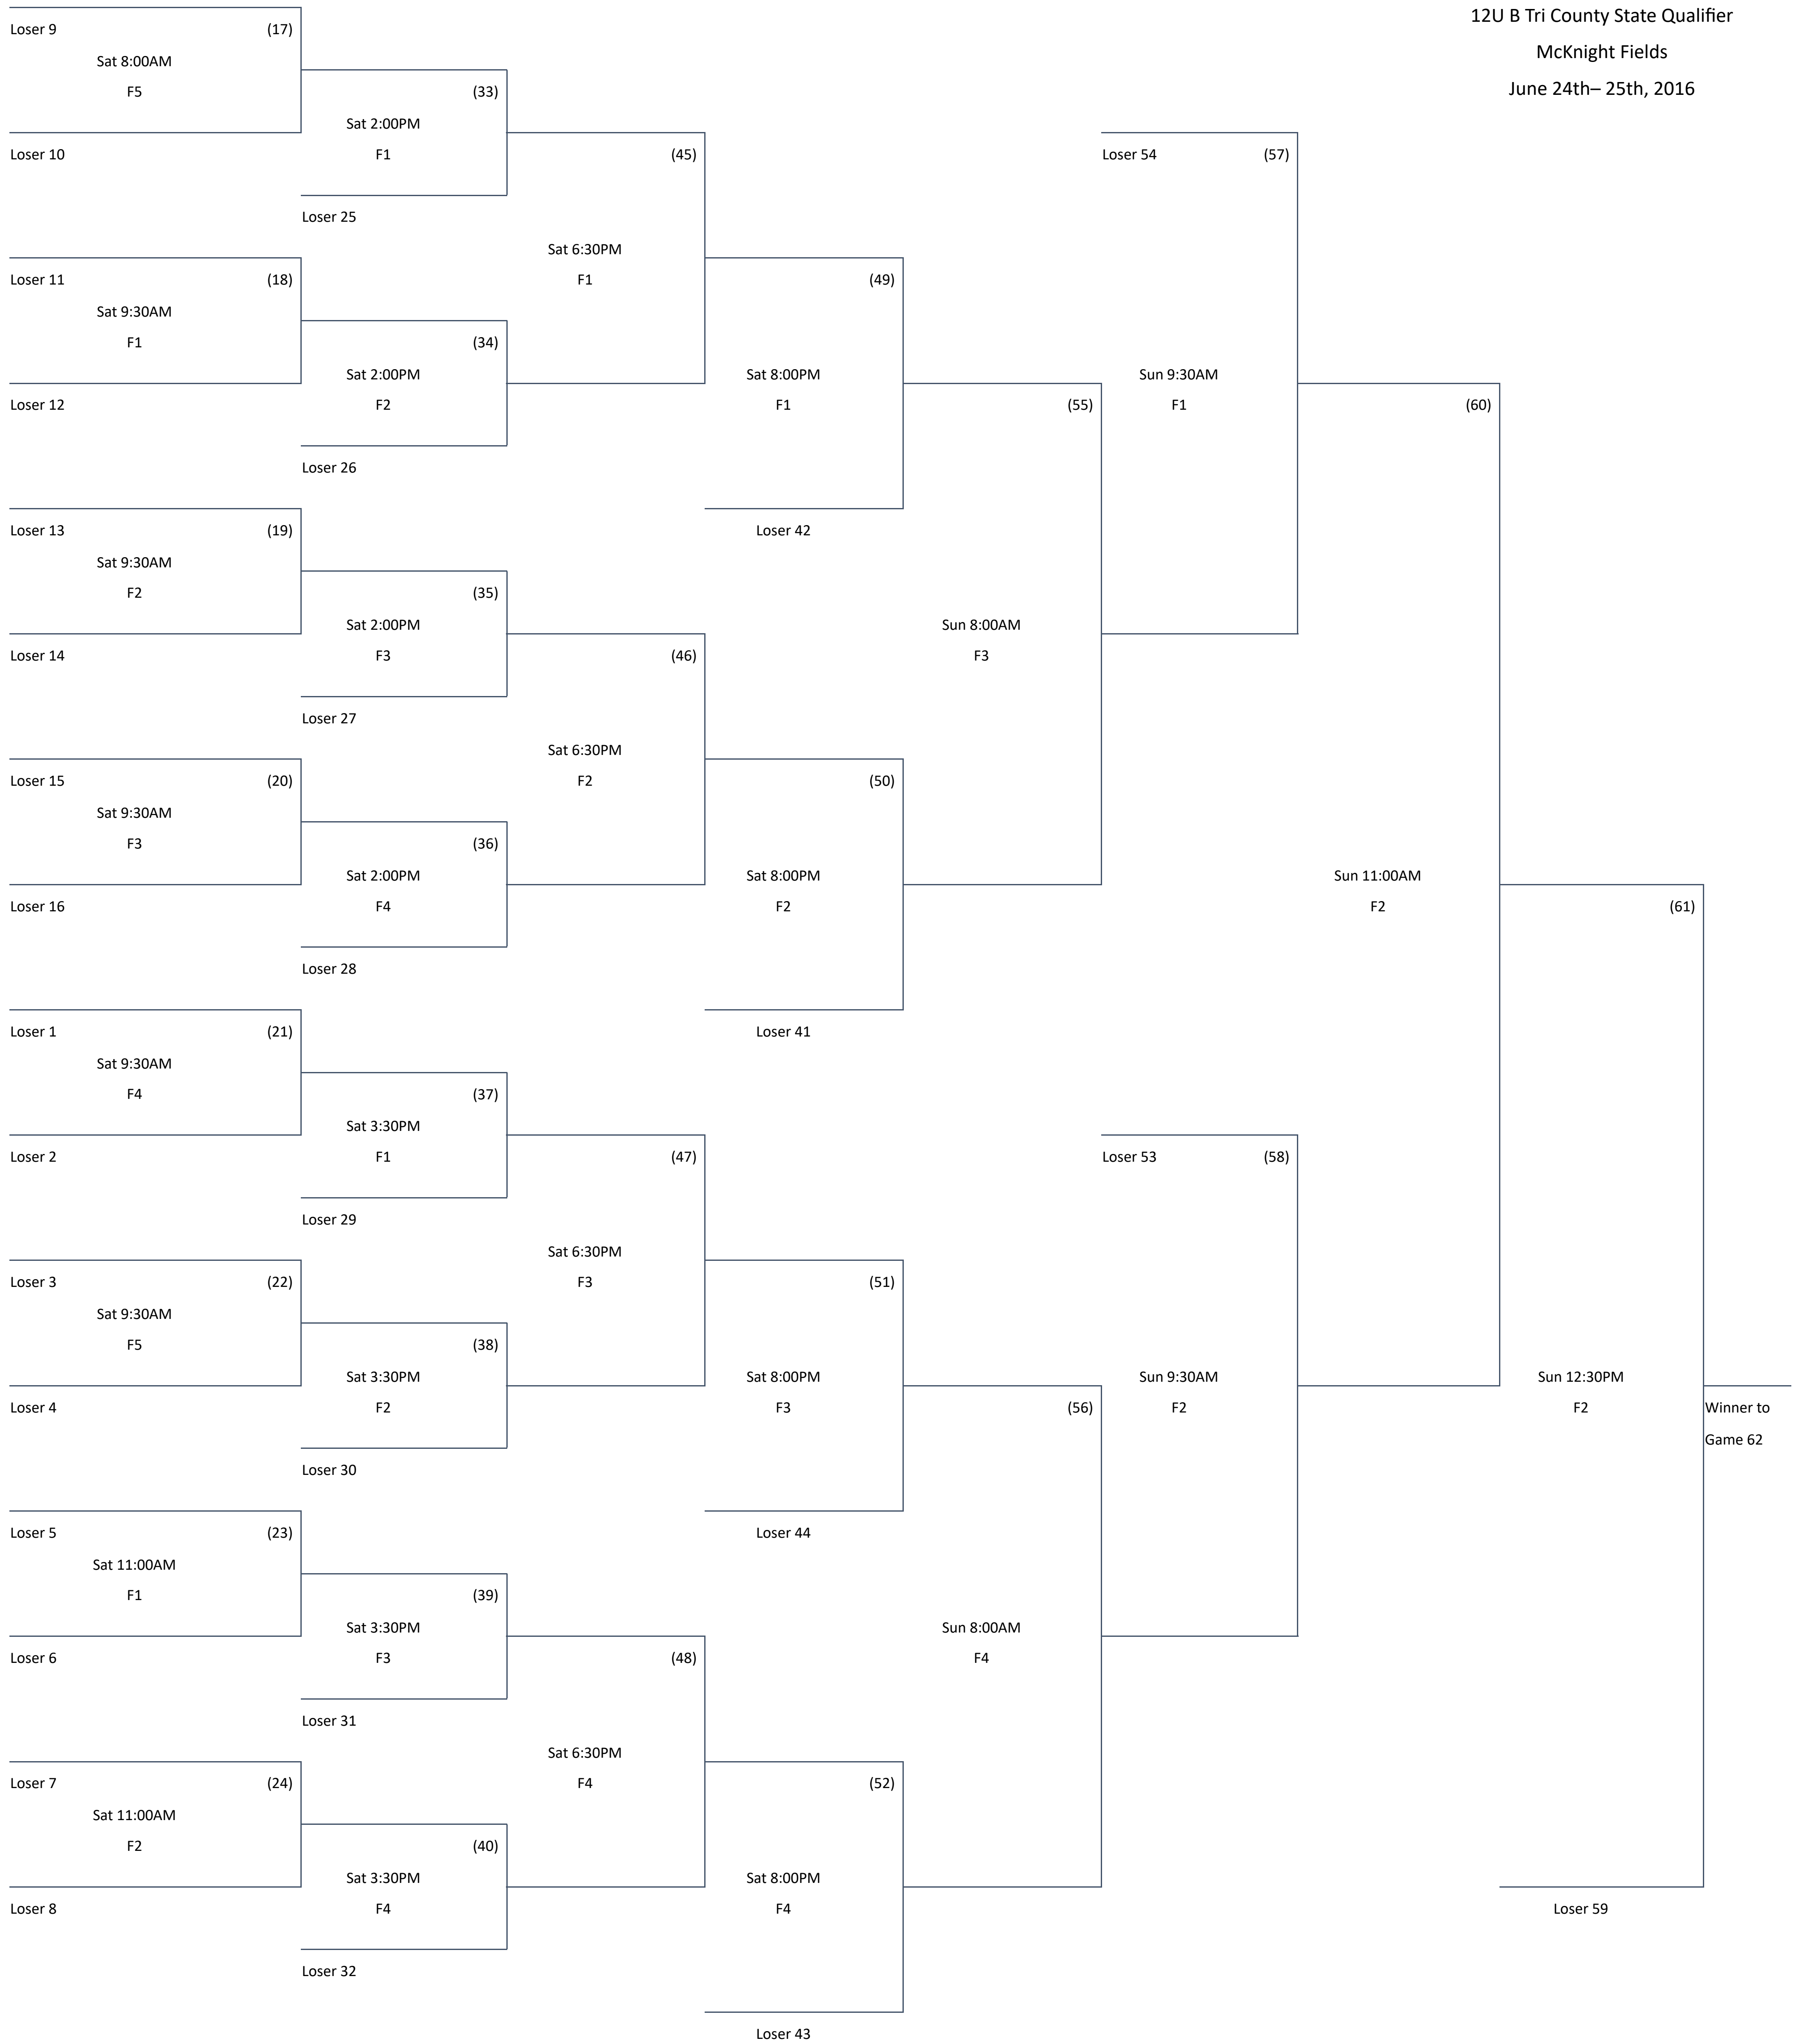 12U B Tri County State Qualifier
McKnight Fields
June 24th– 25th, 2016
Loser 9 (17)
Sat 8:00AM
F5
Loser 10
(33)
Sat 2:00PM
F1
Loser 25
Loser 11 (18)
Sat 9:30AM
F1
Loser 12
(34)
Sat 2:00PM
F2
Loser 26
Loser 13 (19)
Sat 9:30AM
F2
Loser 14
(35)
Sat 2:00PM
F3
Loser 27
Loser 15 (20)
Sat 9:30AM
F3
Loser 16
(36)
Sat 2:00PM
F4
Loser 28
Loser 1 (21)
Sat 9:30AM
F4
Loser 2
(37)
Sat 3:30PM
F1
Loser 29
Loser 3 (22)
Sat 9:30AM
F5
Loser 4
(38)
Sat 3:30PM
F2
Loser 30
Loser 5 (23)
Sat 11:00AM
F1
Loser 6
(39)
Sat 3:30PM
F3
Loser 31
Loser 7 (24)
Sat 11:00AM
F2
Loser 8
(40)
Sat 3:30PM
F4
Loser 32
(45)
Sat 6:30PM
F1
(46)
Sat 6:30PM
F2
(47)
Sat 6:30PM
F3
(48)
Sat 6:30PM
F4
(49)
Sat 8:00PM
F1
Loser 42
(50)
Sat 8:00PM
F2
Loser 41
(51)
Sat 8:00PM
F3
Loser 44
(52)
Sat 8:00PM
F4
Loser 43
(55)
Sun 8:00AM
F3
(56)
Sun 8:00AM
F4
Loser 54 (57)
Sun 9:30AM
F1
Loser 53 (58)
Sun 9:30AM
F2
(60)
Sun 11:00AM
F2
(61)
Sun 12:30PM
F2
Loser 59
Winner to
Game 62